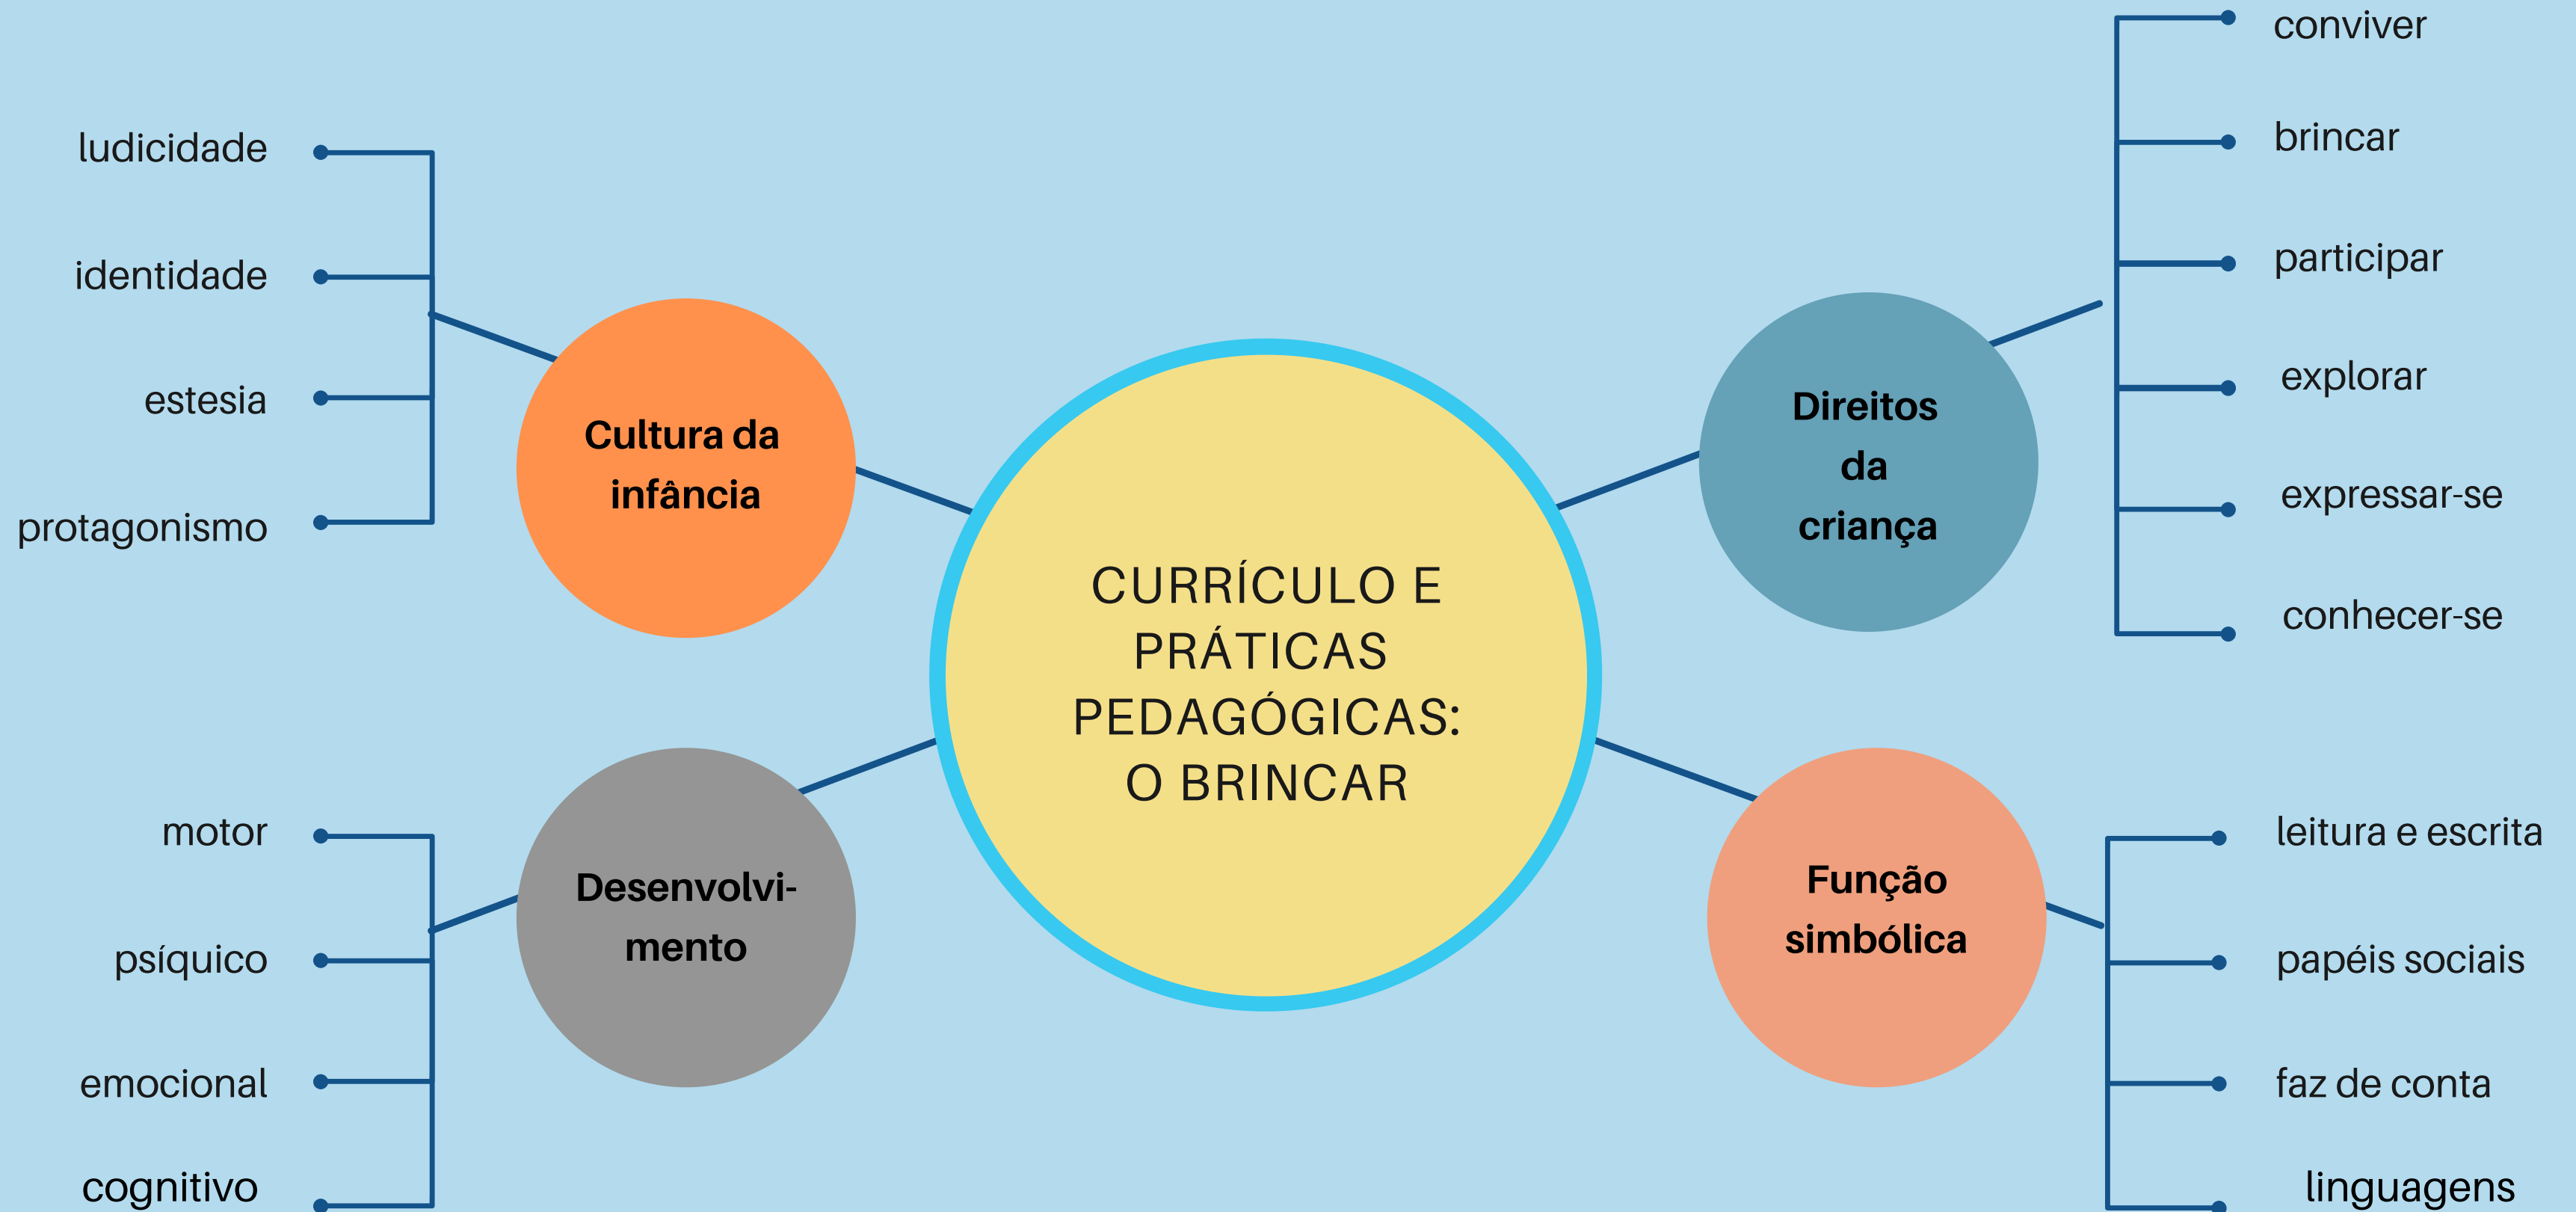 CURRÍCULO E
PRÁTICAS
PEDAGÓGICAS:
O BRINCAR
Cultura da
infância
ludicidade
identidade
estesia
protagonismo
Direitos
da
criança
conviver
brincar
participar
explorar
expressar-se
conhecer-se
Desenvolvi-
mento
motor
psíquico
emocional
cognitivo
Função
simbólica
leitura e escrita
papéis sociais
faz de conta
linguagens